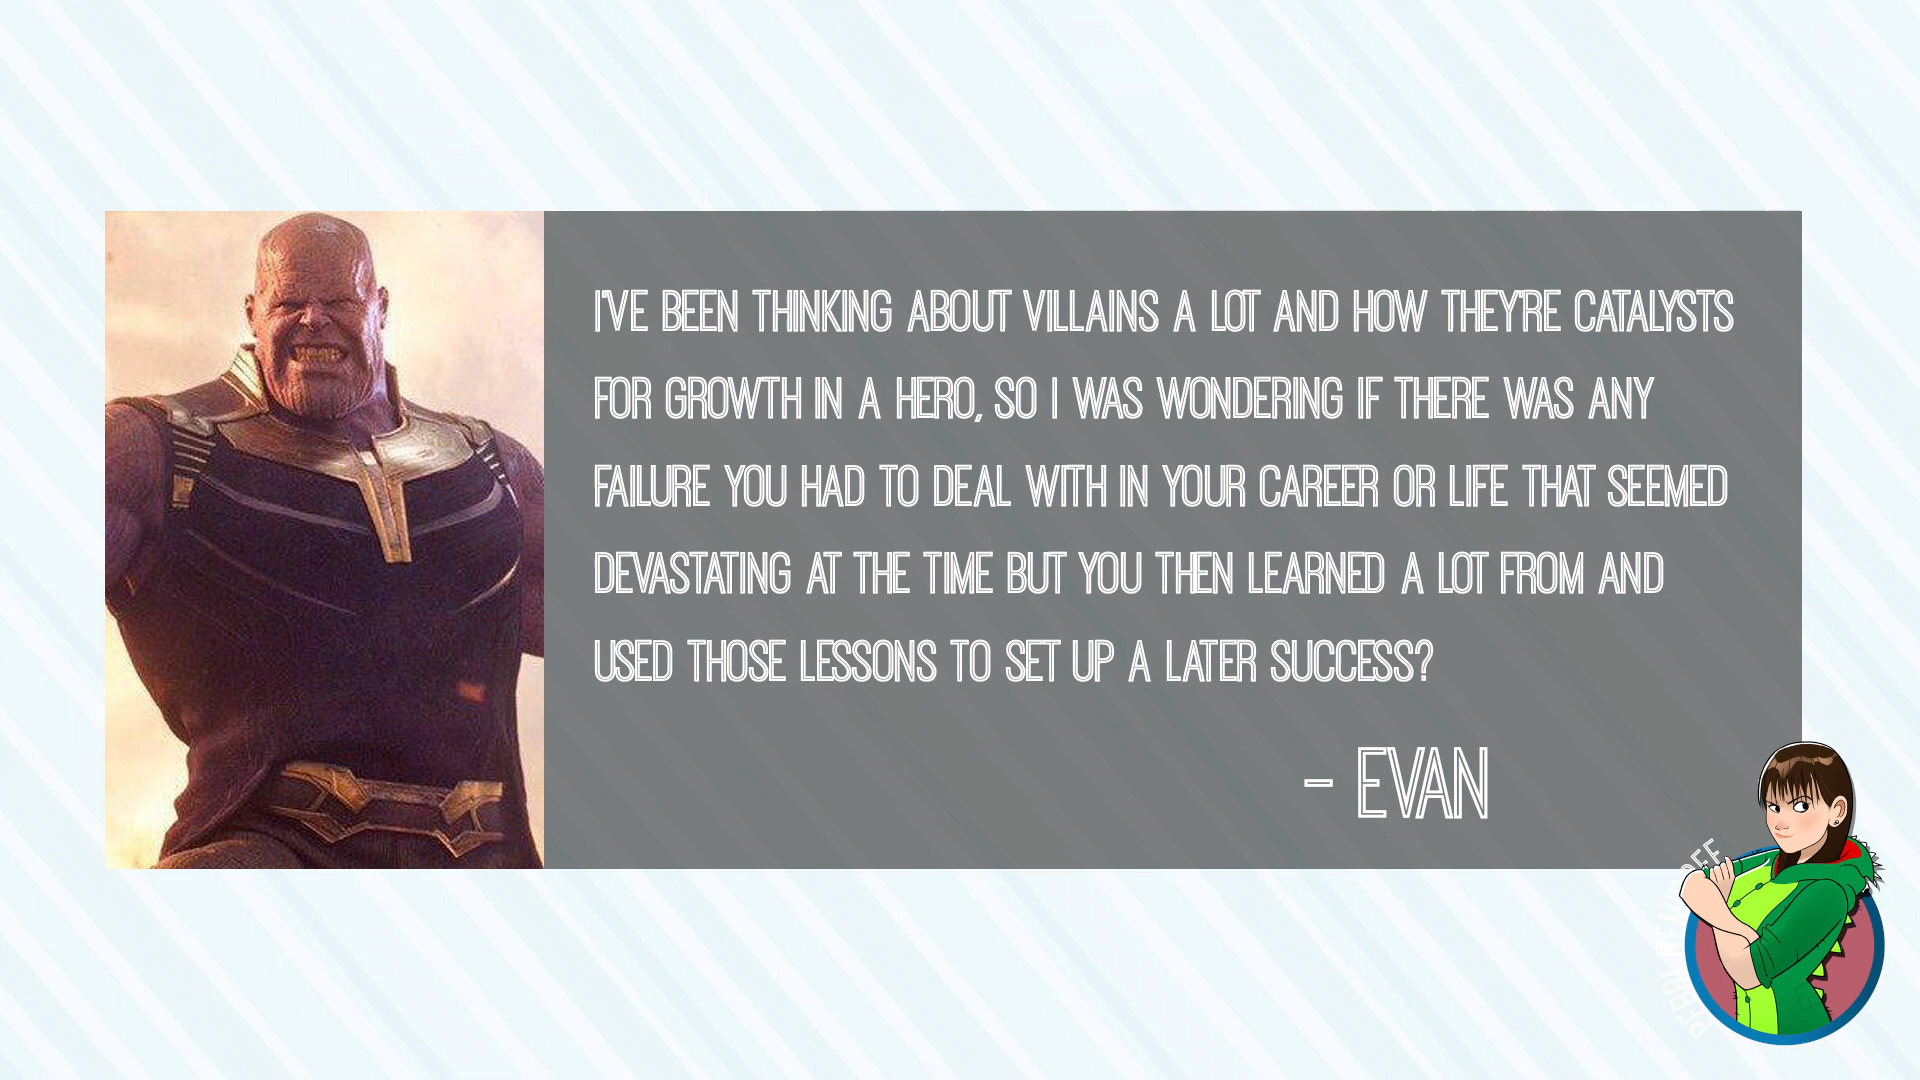 I'VE BEEN THINKING ABOUT VILLAINS A LOT AND HOW THEY'RE CATALYSTS
FOR GROWTH IN A HERO, SO I WAS WONDERING IF THERE WAS ANY
FAILURE YOU HAD TO DEAL WITH IN YOUR CAREER OR LIFE THAT SEEMED
DEVASTATING AT THE TIME BUT YOU THEN LEARNED A LOT FROM AND
USED THOSE LESSONS TO SET UP A LATER SUCCESS?
- EVAN